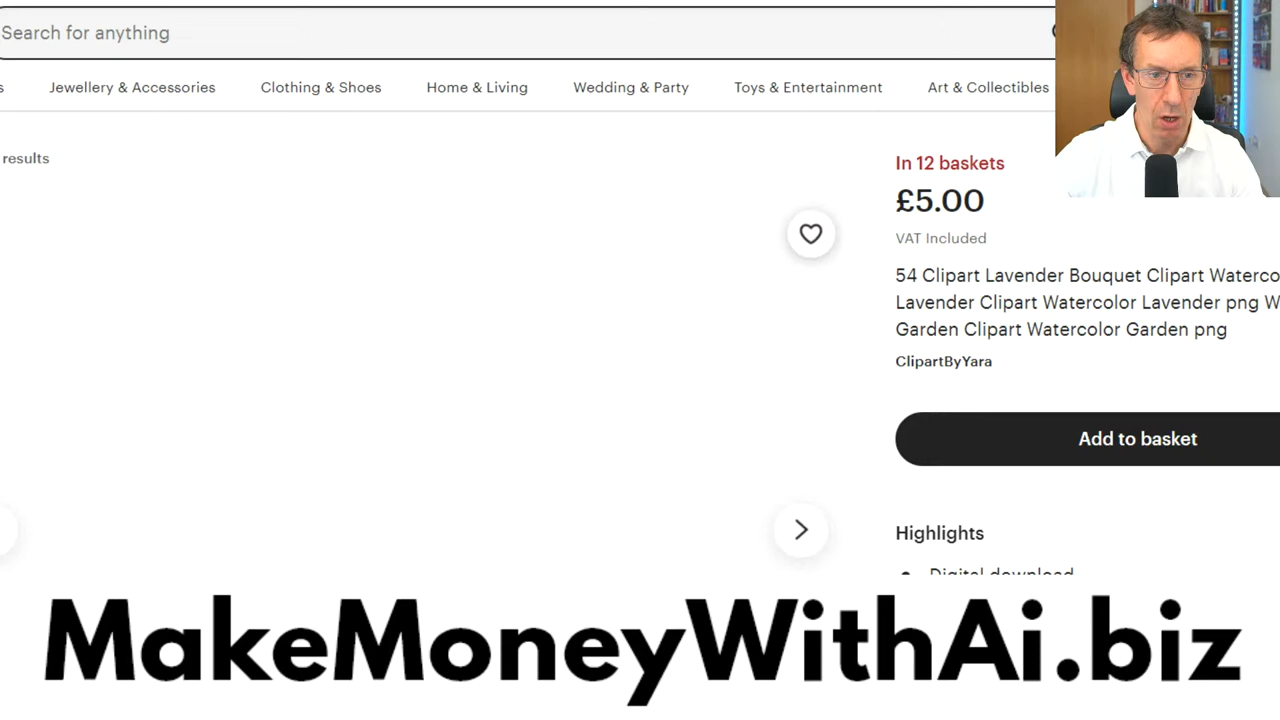 Search for anything
s
Jewellery & Accessories
Clothing & Shoes
Home & Living
Wedding & Party
Toys & Entertainment
Art & Collectibles
results
In 12 baskets
£5.00
VAT Included
54 Clipart Lavender Bouquet Clipart Waterco
Lavender Clipart Watercolor Lavender png W
Garden Clipart Watercolor Garden png
ClipartByYara
Add to basket
Highlights
Digital download
MakeMoneyWithAi.biz